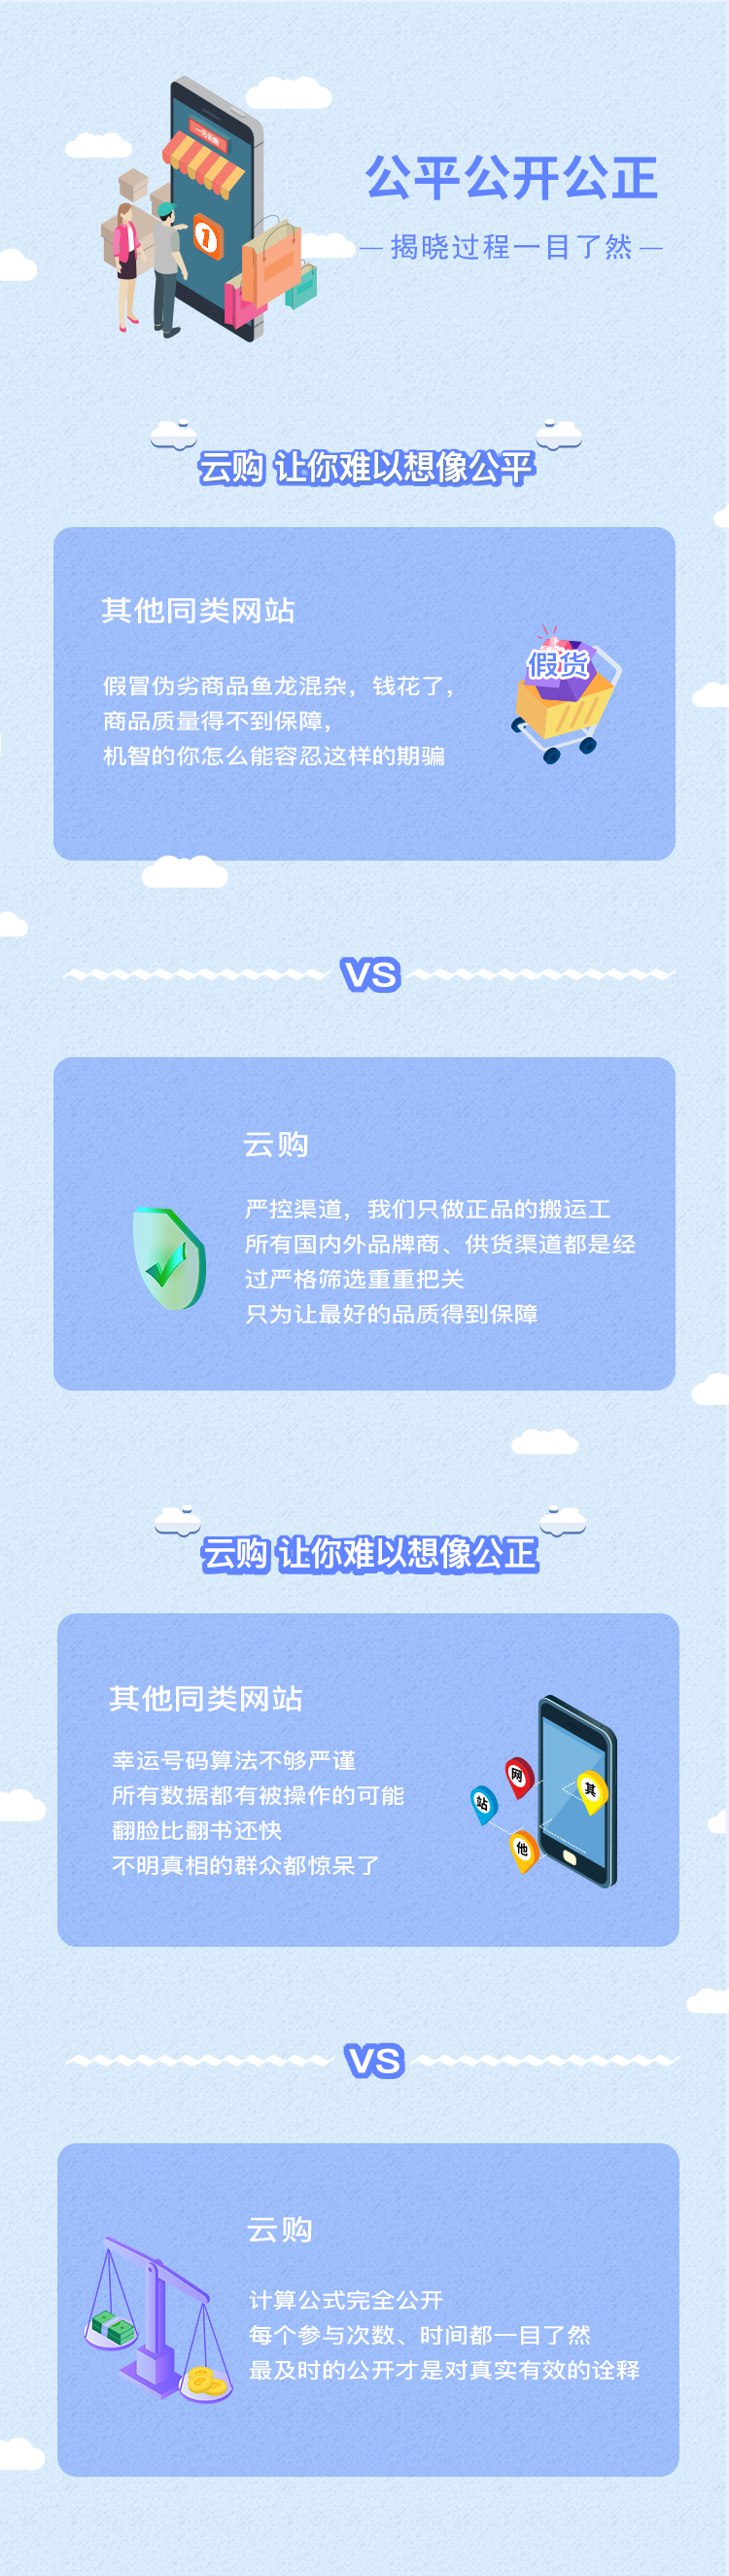 一元云购
公平公开公正
— 揭晓过程一目了然 —
云购 让你难以想像公平
其他同类网站
假冒伪劣商品鱼龙混杂，钱花了，
商品质量得不到保障，
机智的你怎么能容忍这样的期骗
假货
VS
云购
严控渠道，我们只做正品的搬运工
所有国内外品牌商、供货渠道都是经
过严格筛选重重把关
只为让最好的品质得到保障
云购 让你难以想像公正
其他同类网站
幸运号码算法不够严谨
所有数据都有被操作的可能
翻脸比翻书还快
不明真相的群众都惊呆了
其
他
网
站
VS
云购
计算公式完全公开
每个参与次数、时间都一目了然
最及时的公开才是对真实有效的诠释